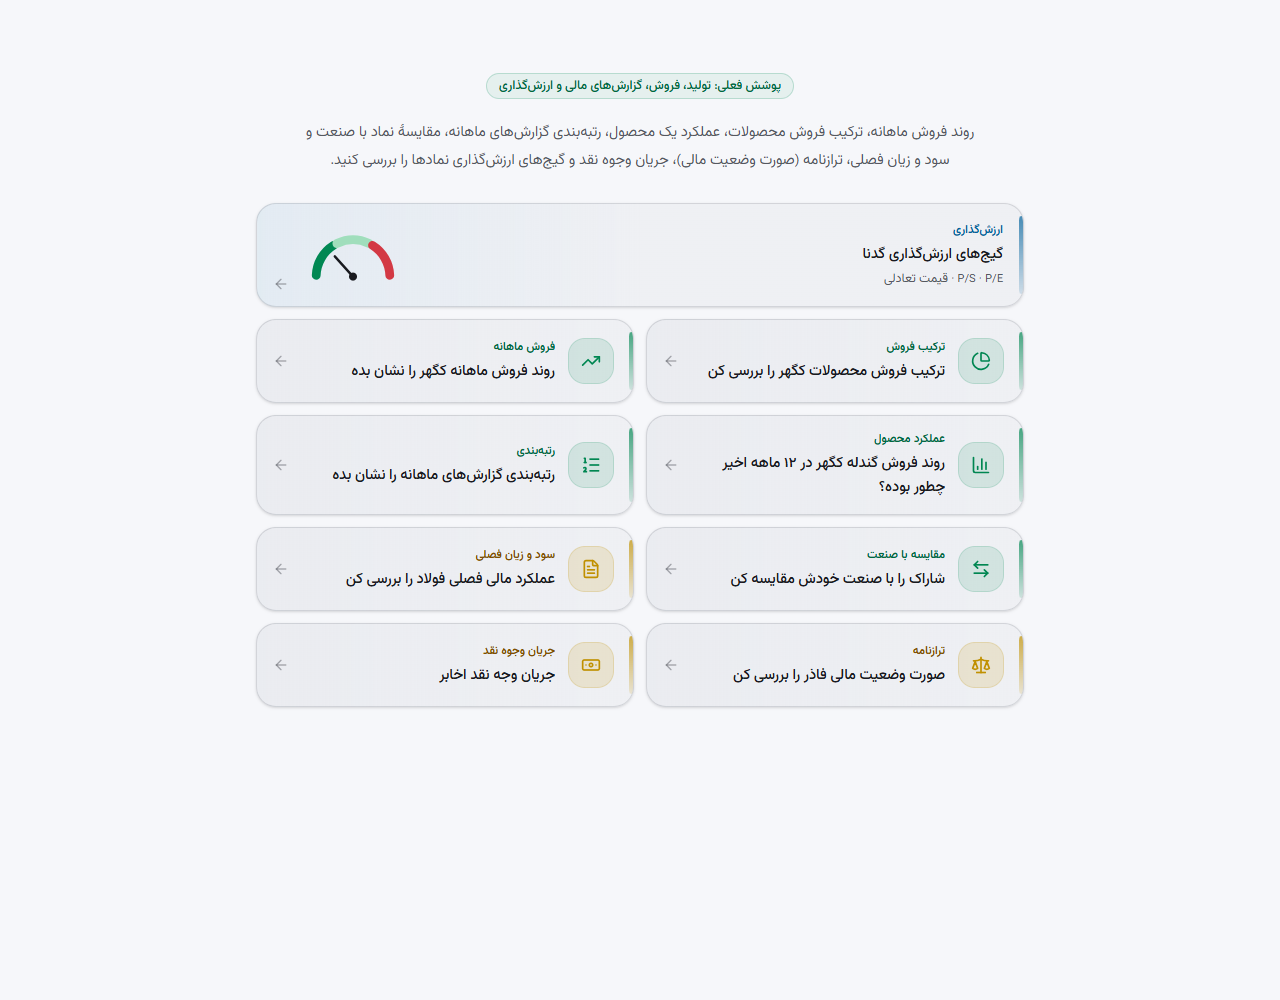 پوشش فعلی: تولید، فروش، گزارش‌های مالی و ارزش‌گذاری
روند فروش ماهانه، ترکیب فروش محصولات، عملکرد یک محصول، رتبه‌بندی گزارش‌های ماهانه، مقایسهٔ نماد با صنعت و
سود و زیان فصلی، ترازنامه (صورت وضعیت مالی)، جریان وجوه نقد و گیج‌های ارزش‌گذاری نمادها را بررسی کنید.
ارزش‌گذاری
گیج‌های ارزش‌گذاری گدنا
P/E · P/S · قیمت تعادلی
ترکیب فروش
ترکیب فروش محصولات کگهر را بررسی کن
فروش ماهانه
روند فروش ماهانه کگهر را نشان بده
عملکرد محصول
روند فروش گندله کگهر در ۱۲ ماهه اخیر
چطور بوده؟
رتبه‌بندی
رتبه‌بندی گزارش‌های ماهانه را نشان بده
مقایسه با صنعت
شاراک را با صنعت خودش مقایسه کن
سود و زیان فصلی
عملکرد مالی فصلی فولاد را بررسی کن
ترازنامه
صورت وضعیت مالی فاذر را بررسی کن
جریان وجوه نقد
جریان وجه نقد اخابر